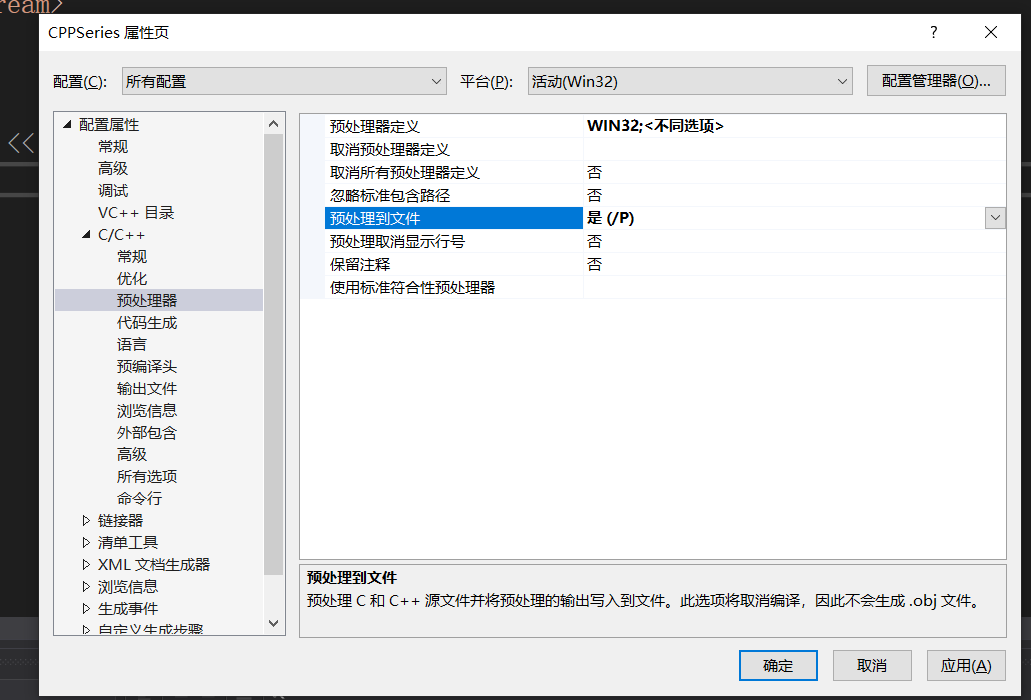 ream>
CPPSeries 属性页
?
配置(C):
所有配置
平台(P):
活动(Win32)
配置管理器(O)...
<<
配置属性
常规
高级
调试
VC++ 目录
C/C++
常规
优化
预处理器
代码生成
语言
预编译头
输出文件
浏览信息
外部包含
高级
所有选项
命令行
链接器
清单工具
XML 文档生成器
浏览信息
生成事件
自定义生成步骤
预处理器定义 WIN32;<不同选项>
取消预处理器定义
取消所有预处理器定义 否
忽略标准包含路径 否
预处理到文件 是 (/P)
预处理取消显示行号 否
保留注释 否
使用标准符合性预处理器
预处理到文件
预处理 C 和 C++ 源文件并将预处理的输出写入到文件。此选项将取消编译，因此不会生成 .obj 文件。
确定
取消
应用(A)